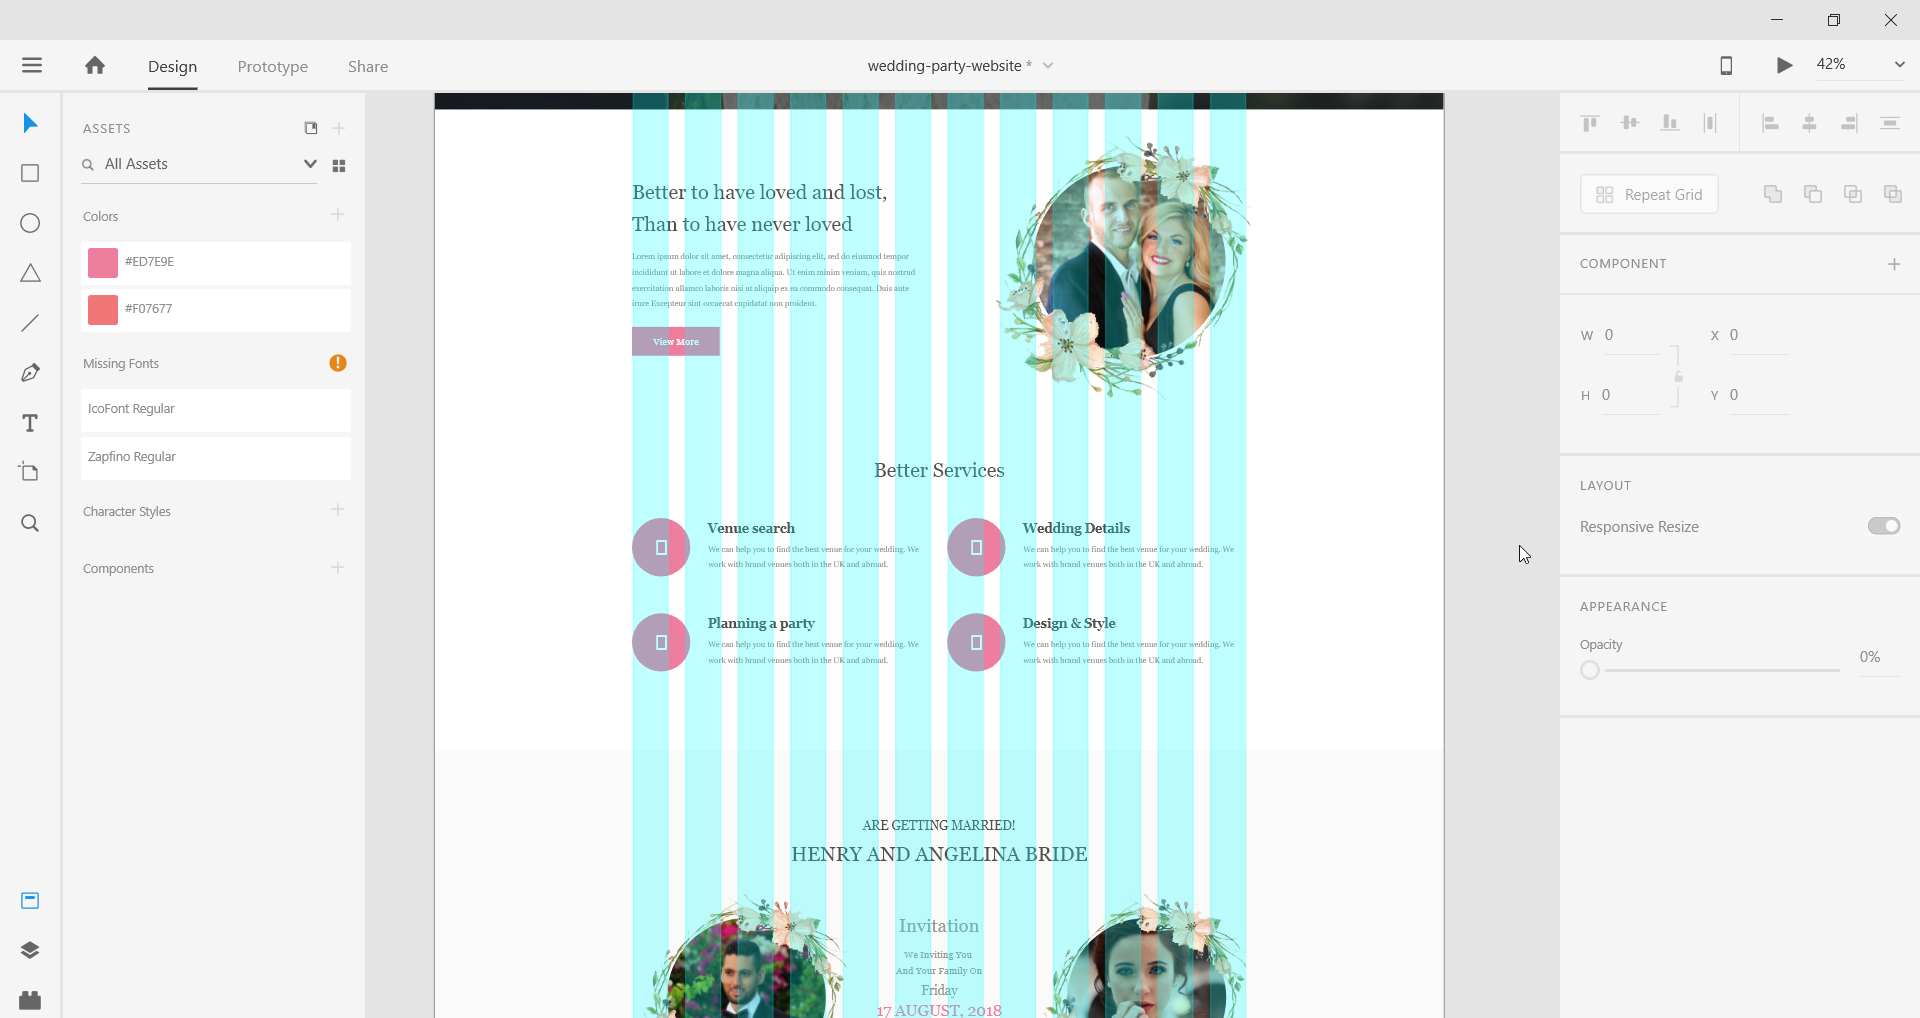 Design
Prototype
Share
wedding-party-website *
42%
ASSETS
All Assets
Colors
#ED7E9E
#F07677
Missing Fonts
IcoFont Regular
Zapfino Regular
Character Styles
Components
Better to have loved and lost,
Than to have never loved
Lorem ipsum dolor sit amet, consectetur adipiscing elit, sed do eiusmod tempor
incididunt ut labore et dolore magna aliqua. Ut enim minim veniam, quis nostrud
exercitation ullamco laboris nisi ut aliquip ex ea commodo consequat. Duis aute
irure Excepteur sint occaecat cupidatat non proident.
View More
Better Services
Venue search
We can help you to find the best venue for your wedding. We
work with brand venues both in the UK and abroad.
Wedding Details
We can help you to find the best venue for your wedding. We
work with brand venues both in the UK and abroad.
Planning a party
We can help you to find the best venue for your wedding. We
work with brand venues both in the UK and abroad.
Design & Style
We can help you to find the best venue for your wedding. We
work with brand venues both in the UK and abroad.
ARE GETTING MARRIED!
HENRY AND ANGELINA BRIDE
Invitation
We Inviting You
And Your Family On
Friday
17 AUGUST, 2018
Repeat Grid
COMPONENT
W 0
X 0
H 0
Y 0
LAYOUT
Responsive Resize
APPEARANCE
Opacity
0%